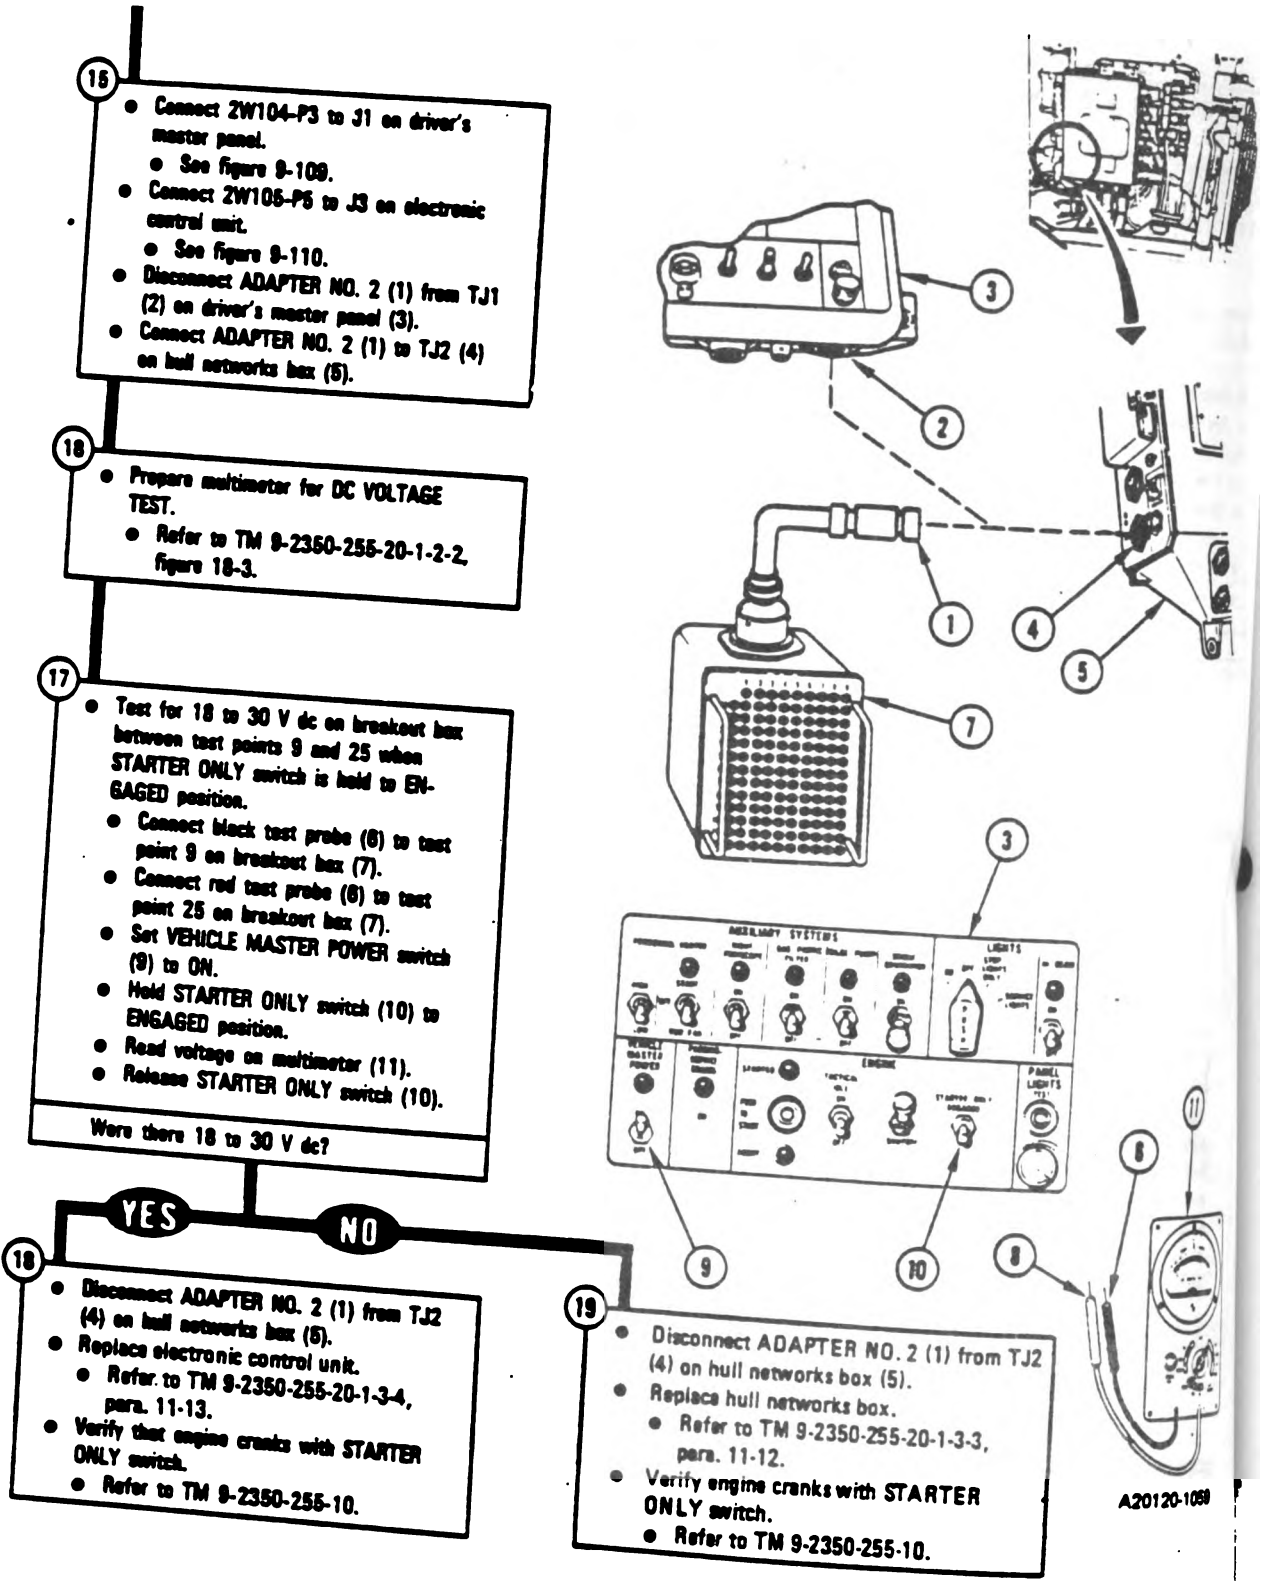 15
● Connect 2W104-P3 to J1 on driver's
master panel.
● See figure 9-109.
● Connect 2W105-P5 to J3 on electronic
control unit.
● See figure 9-110.
● Disconnect ADAPTER NO. 2 (1) from TJ1
(2) on driver's master panel (3).
● Connect ADAPTER NO. 2 (1) to TJ2 (4)
on hull networks box (5).
16
● Prepare multimeter for DC VOLTAGE
TEST.
● Refer to TM 9-2350-255-20-1-2-2,
figure 18-3.
17
● Test for 18 to 30 V dc on breakout box
between test points 9 and 25 when
STARTER ONLY switch is held to EN-
GAGED position.
● Connect black test probe (6) to test
point 9 on breakout box (7).
● Connect red test probe (8) to test
point 25 on breakout box (7).
● Set VEHICLE MASTER POWER switch
(9) to ON.
● Hold STARTER ONLY switch (10) to
ENGAGED position.
● Read voltage on multimeter (11).
● Release STARTER ONLY switch (10).
Were there 18 to 30 V dc?
YES
NO
18
● Disconnect ADAPTER NO. 2 (1) from TJ2
(4) on hull networks box (5).
● Replace electronic control unit.
● Refer to TM 9-2350-255-20-1-3-4,
para. 11-13.
● Verify that engine cranks with STARTER
ONLY switch.
● Refer to TM 9-2350-255-10.
19
● Disconnect ADAPTER NO. 2 (1) from TJ2
(4) on hull networks box (5).
● Replace hull networks box.
● Refer to TM 9-2350-255-20-1-3-3,
para. 11-12.
● Verify engine cranks with STARTER
ONLY switch.
● Refer to TM 9-2350-255-10.
3
2
1
4
5
7
3
AUXILIARY SYSTEMS
LIGHTS
STOP
LIGHTS
ONLY
SERVICE
LIGHTS
VEHICLE
MASTER
POWER
ENGINE
STARTER
TACTICAL
IDLE
STARTER ONLY
ENGAGED
PANEL
LIGHTS
TEST
ON
OFF
9
10
8
6
11
A20120-1059